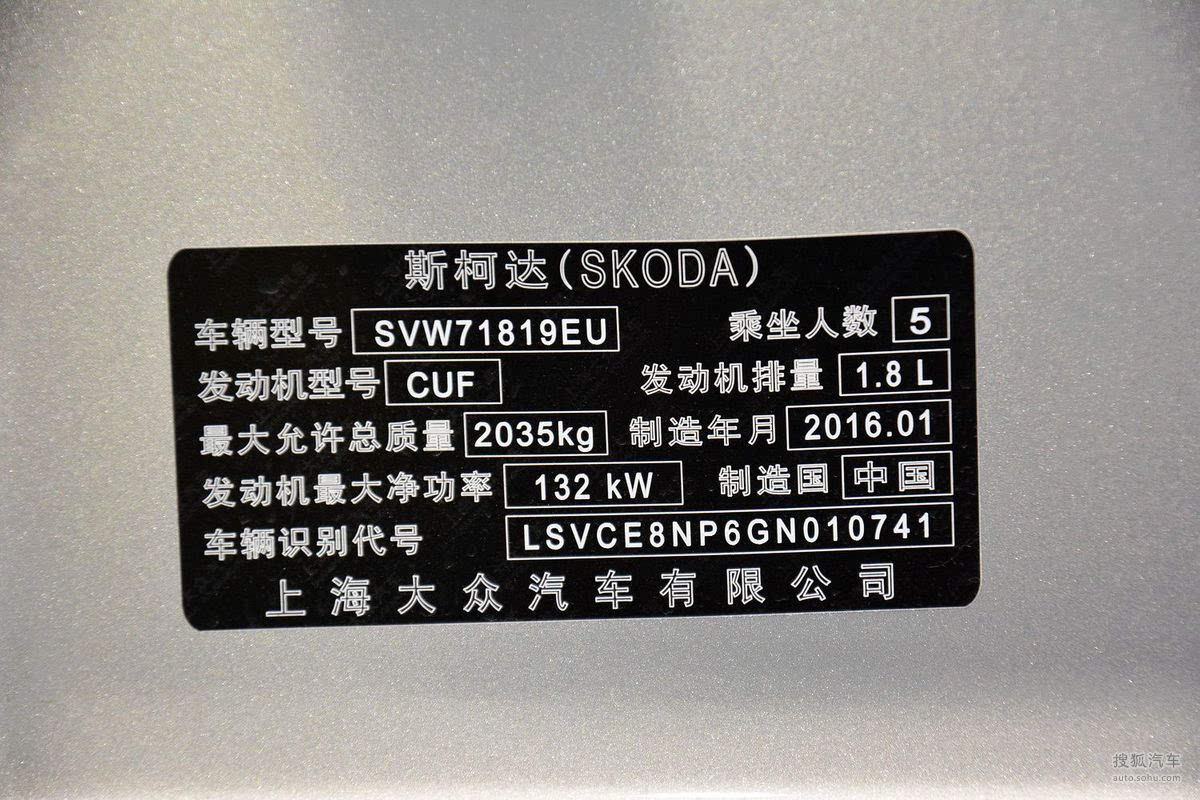 斯柯达(SKODA)
车辆型号 SVW71819EU 乘坐人数 5
发动机型号 CUF 发动机排量 1.8 L
最大允许总质量 2035kg 制造年月 2016.01
发动机最大净功率 132 kW 制造国 中国
车辆识别代号 LSVCE8NP6GN010741
上海大众汽车有限公司
搜狐汽车
auto.sohu.com